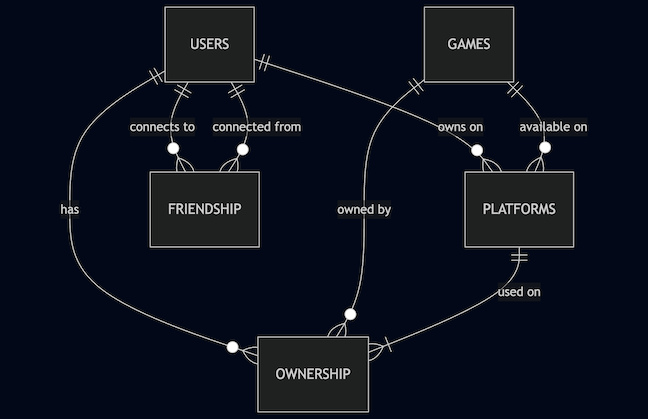 USERS
GAMES
connects to
connected from
owns on
available on
has
FRIENDSHIP
owned by
PLATFORMS
used on
OWNERSHIP